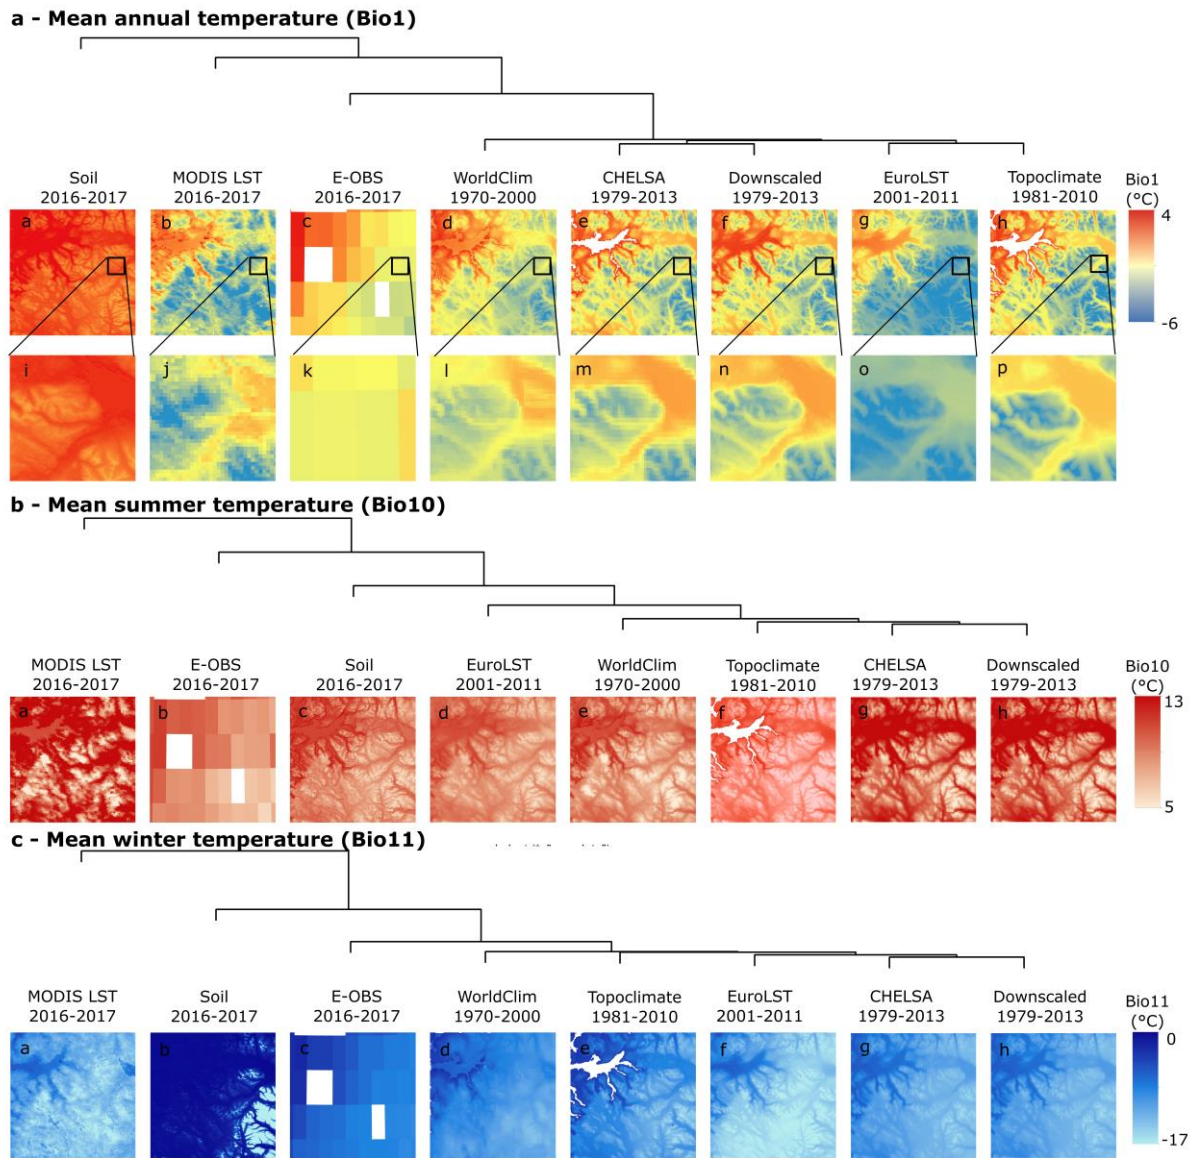 a - Mean annual temperature (Bio1)
Soil MODIS LST E-OBS WorldClim CHELSA Downscaled EuroLST Topoclimate Bio1
2016-2017 2016-2017 2016-2017 1970-2000 1979-2013 1979-2013 2001-2011 1981-2010 (°C)
a b c d e f g h 4
-6
i j k l m n o p
b - Mean summer temperature (Bio10)
MODIS LST E-OBS Soil EuroLST WorldClim Topoclimate CHELSA Downscaled Bio10
2016-2017 2016-2017 2016-2017 2001-2011 1970-2000 1981-2010 1979-2013 1979-2013 (°C)
a b c d e f g h 13
5
c - Mean winter temperature (Bio11)
MODIS LST Soil E-OBS WorldClim Topoclimate EuroLST CHELSA Downscaled Bio11
2016-2017 2016-2017 2016-2017 1970-2000 1981-2010 2001-2011 1979-2013 1979-2013 (°C)
a b c d e f g h 0
-17